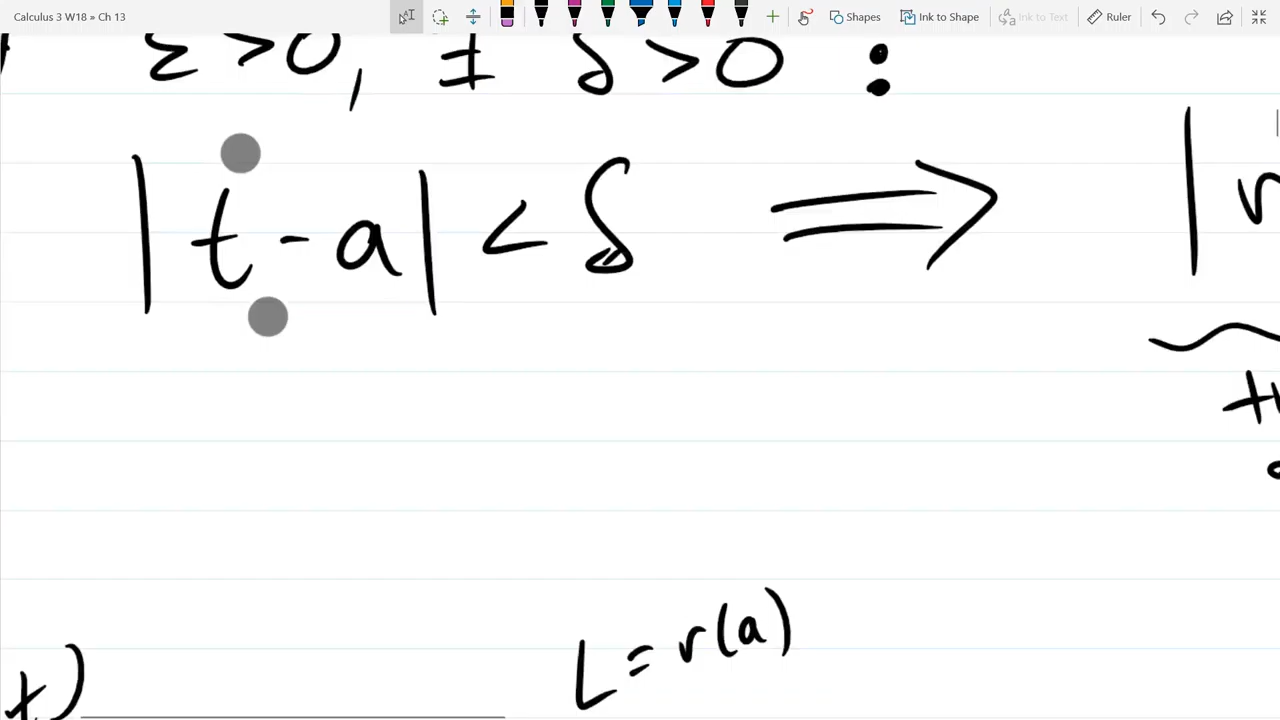 Calculus 3 W18 » Ch 13 Shapes Ink to Shape Ink to Text Ruler
ε>0, ∃ δ>0 :
|t-a| < δ ⟹ |r
L = r(a)
t)